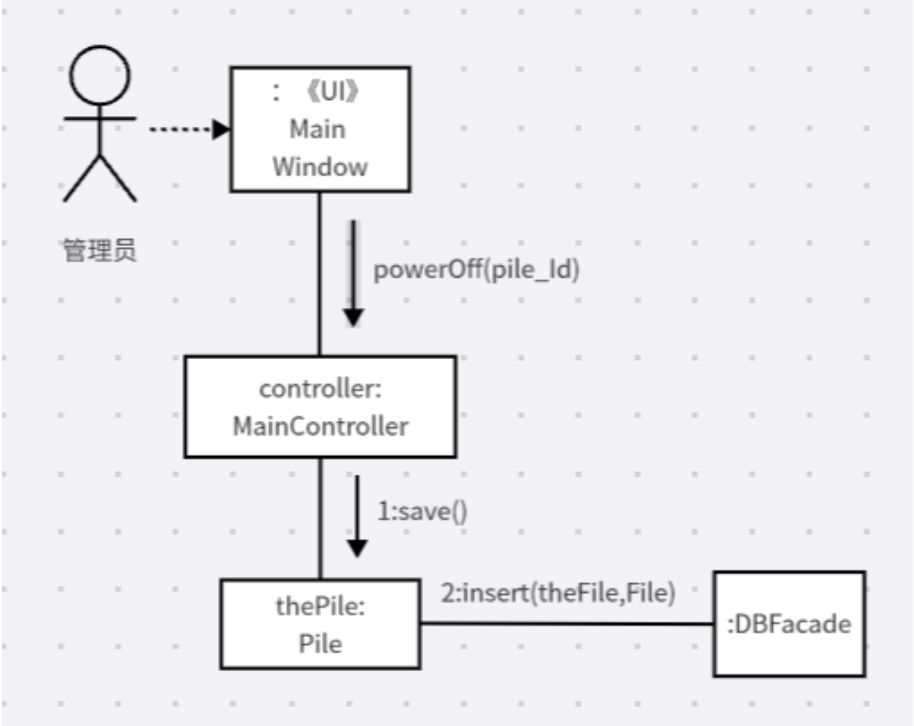 : 《UI》
Main
Window
管理员
powerOff(pile_Id)
controller:
MainController
1:save()
thePile:
Pile
2:insert(theFile,File)
:DBFacade